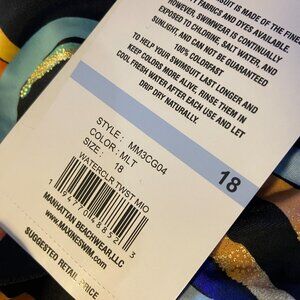 SUIT IS MADE OF THE FINEST
FABRICS AND DYES AVAILABLE.
HOWEVER SWIMWEAR IS CONTINUALLY
EXPOSED TO CHLORINE, SALT WATER, AND
SUNLIGHT, AND CAN NOT BE GUARANTEED
100% COLORFAST.
TO HELP YOUR SWIMSUIT LAST LONGER AND
KEEP COLORS MORE ALIVE, RINSE THEM IN
COOL FRESH WATER AFTER EACH USE AND LET
DRIP DRY NATURALLY.
STYLE: MM3CG04
COLOR: MLT
SIZE: 18
18
WATERCLR TWST MIO
MANHATTAN BEACHWEAR,LLC
WWW.MAXINESWIM.COM
SUGGESTED RETAIL PRICE